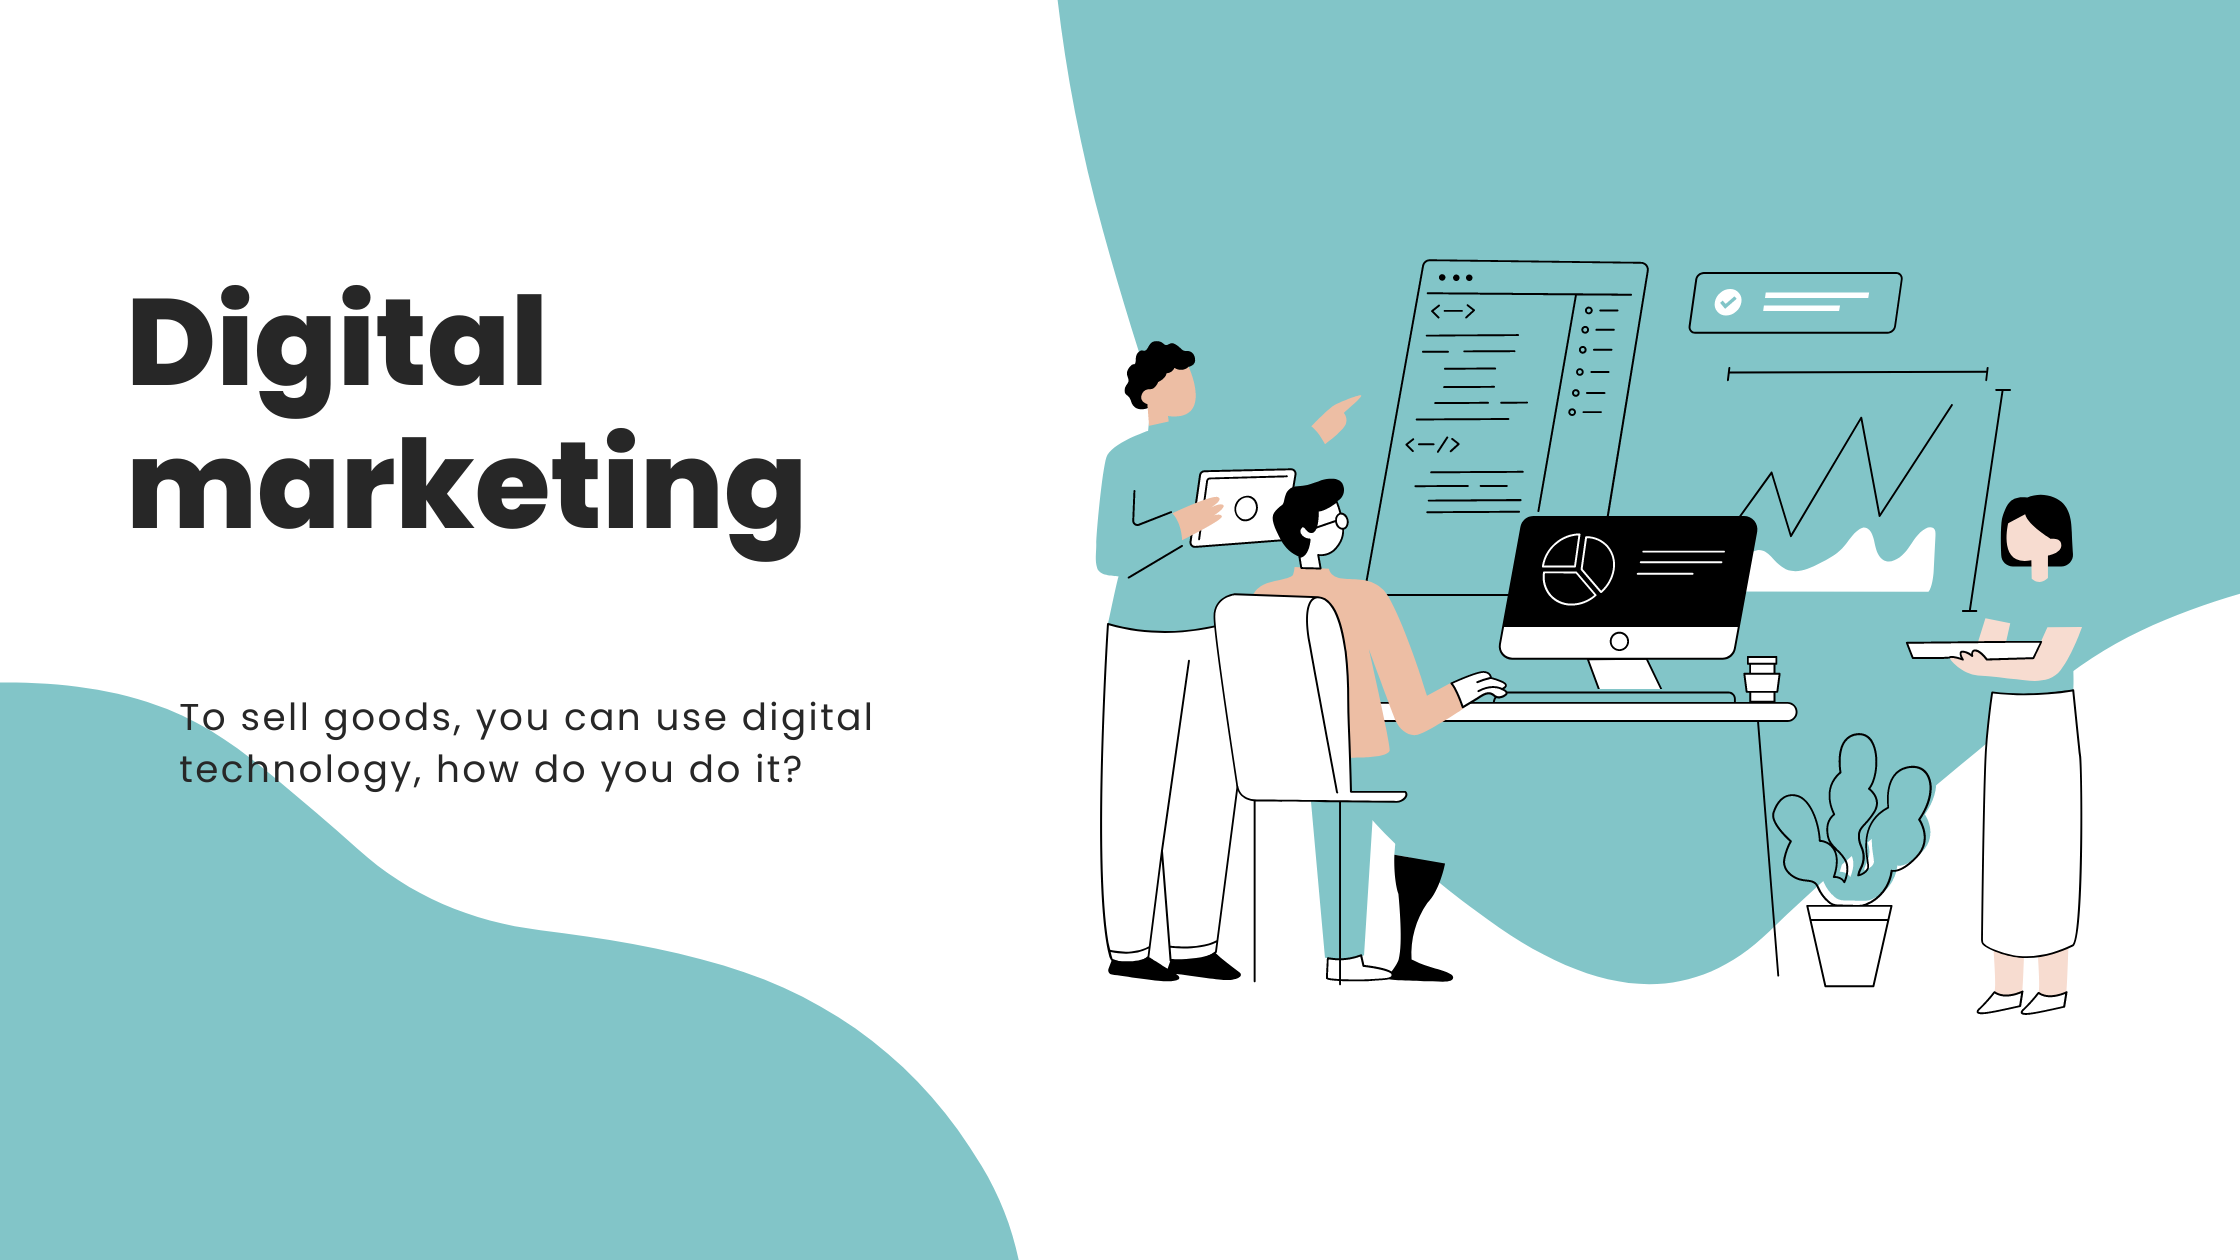 Digital
marketing
To sell goods, you can use digital
technology, how do you do it?